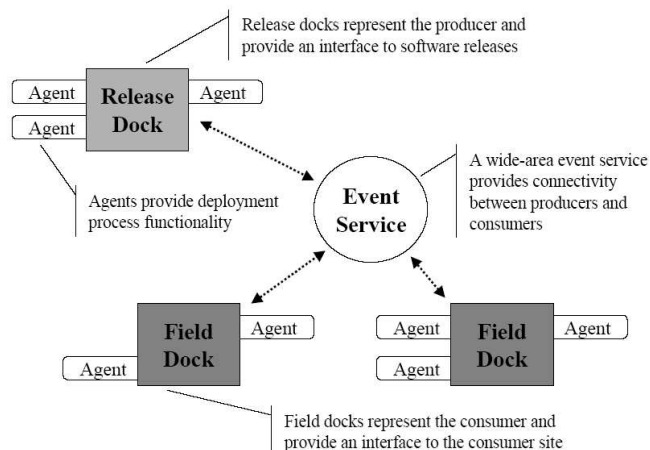 Release docks represent the producer and
provide an interface to software releases
Agent
Release
Dock
Agent
Agent
Agents provide deployment
process functionality
Event
Service
A wide-area event service
provides connectivity
between producers and
consumers
Field
Dock
Agent
Agent
Agent
Field
Dock
Agent
Agent
Field docks represent the consumer and
provide an interface to the consumer site